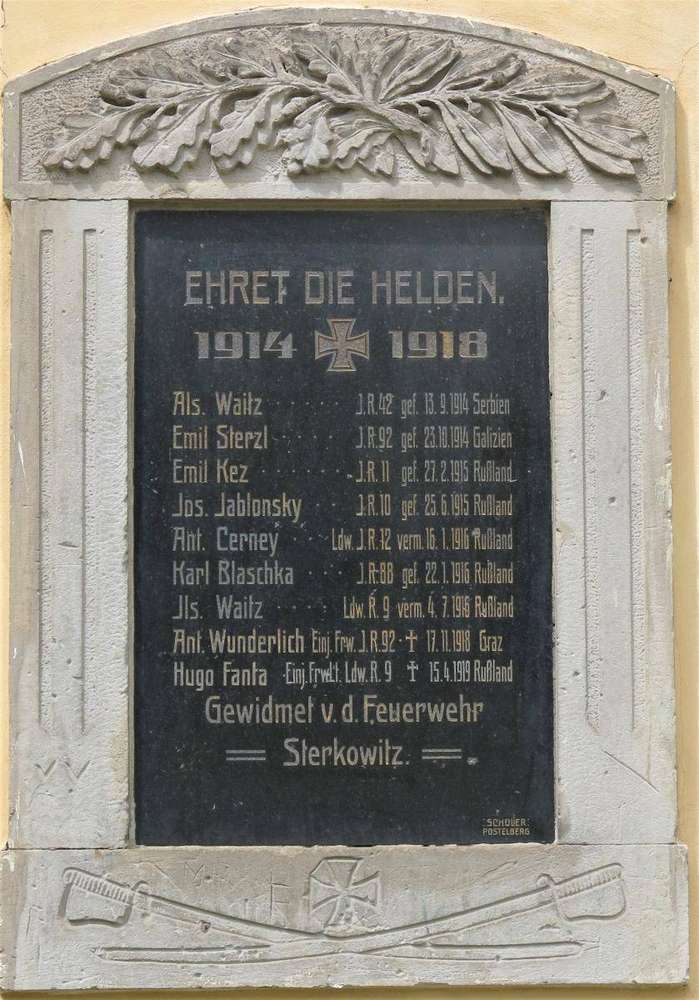 EHRET DIE HELDEN.
1914 1918
Als. Waitz J.R.42 gef. 13.9.1914 Serbien
Emil Sterzl J.R.92 gef. 23.10.1914 Galizien
Emil Kez J.R.11 gef. 27.2.1915 Rußland
Jos. Jablonsky J.R.10 gef. 25.6.1915 Rußland
Ant. Cerney Ldw. J.R.12 verm. 16.1.1916 Rußland
Karl Blaschka J.R.88 gef. 22.1.1916 Rußland
Jls. Waitz Ldw. R. 9 verm. 4.7.1916 Rußland
Ant. Wunderlich Einj. Frw. J.R.92 ✝ 17.11.1918 Graz
Hugo Fanta Einj. Frw. Lt. Ldw. R. 9 ✝ 15.4.1919 Rußland
Gewidmet v. d. Feuerwehr
Sterkowitz.
SCHÖLER
POSTELBERG